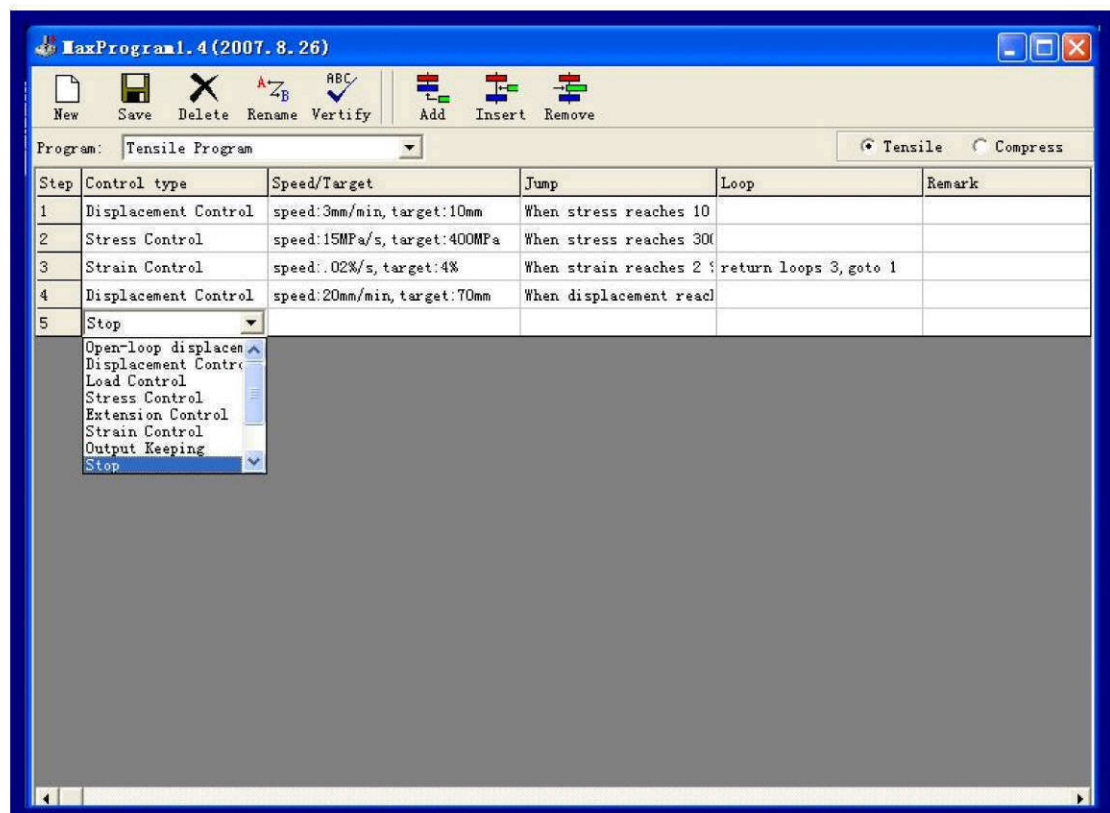 MaxProgram1.4(2007.8.26)
ABC
A Z B
New Save Delete Rename Vertify Add Insert Remove
Program: Tensile Program Tensile Compress
Step Control type Speed/Target Jump Loop Remark
1 Displacement Control speed:3mm/min, target:10mm When stress reaches 10
2 Stress Control speed:15MPa/s, target:400MPa When stress reaches 300
3 Strain Control speed:.02%/s, target:4% When strain reaches 2 % return loops 3, goto 1
4 Displacement Control speed:20mm/min, target:70mm When displacement reacl
5 Stop
Open-loop displacem
Displacement Contro
Load Control
Stress Control
Extension Control
Strain Control
Output Keeping
Stop